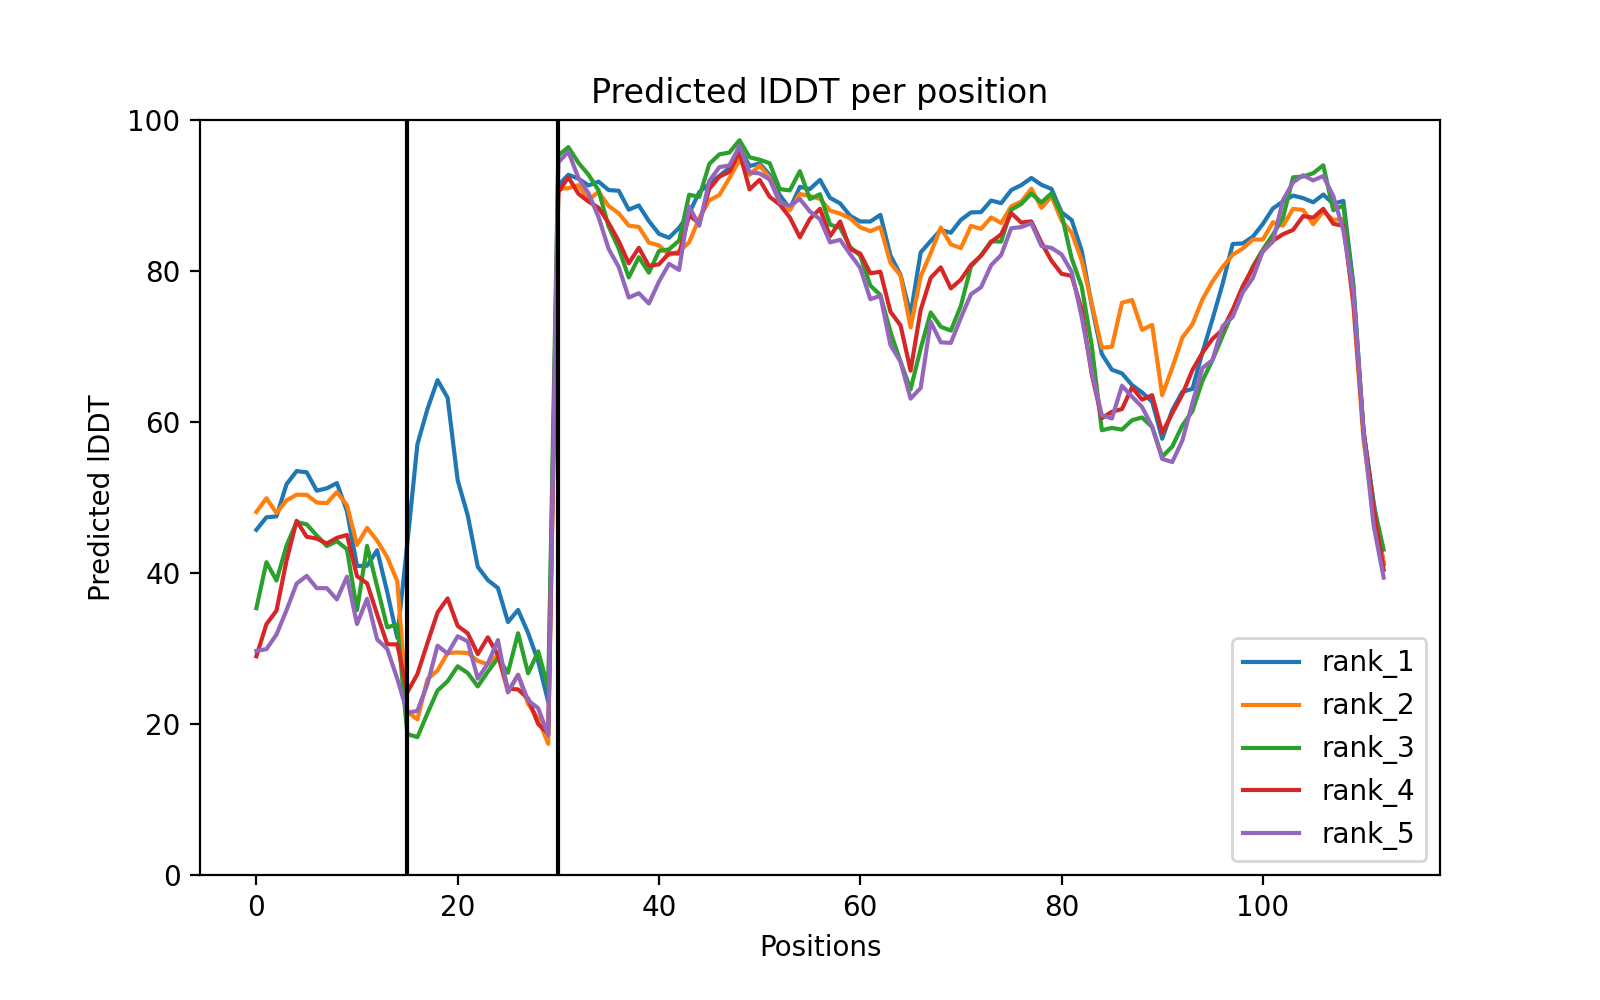 Predicted lDDT per position
100
80
60
40
20
0
Predicted lDDT
0 20 40 60 80 100
Positions
rank_1
rank_2
rank_3
rank_4
rank_5